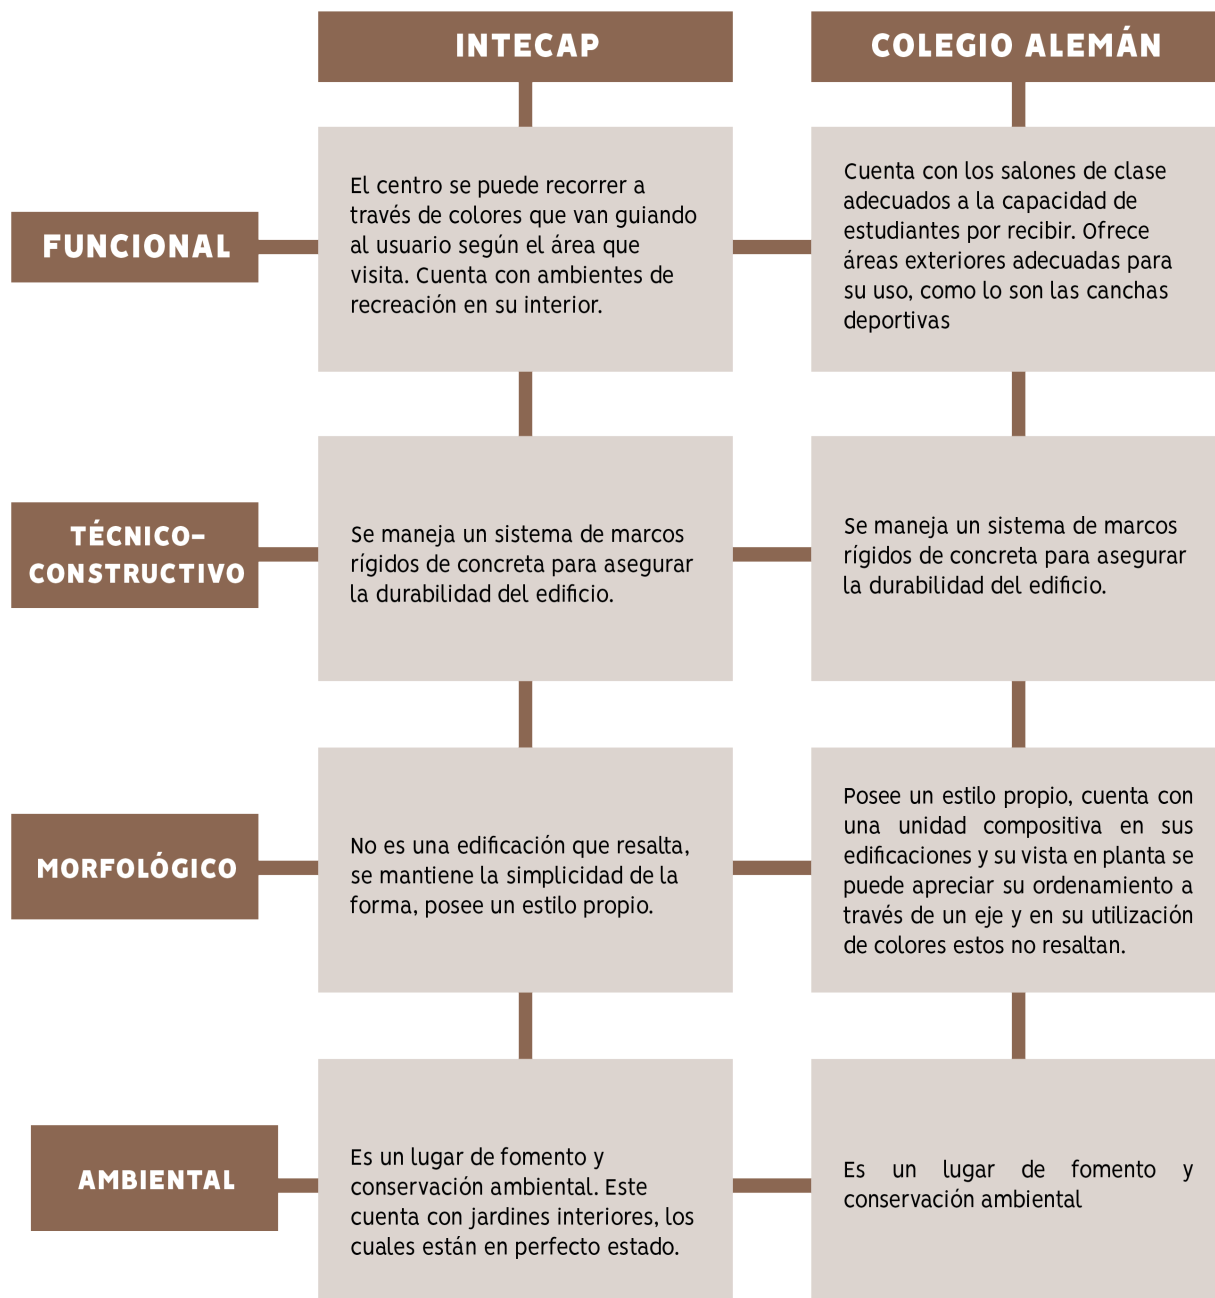 INTECAP
COLEGIO ALEMÁN
FUNCIONAL
El centro se puede recorrer a
través de colores que van guiando
al usuario según el área que
visita. Cuenta con ambientes de
recreación en su interior.
Cuenta con los salones de clase
adecuados a la capacidad de
estudiantes por recibir. Ofrece
áreas exteriores adecuadas para
su uso, como lo son las canchas
deportivas
TÉCNICO-
CONSTRUCTIVO
Se maneja un sistema de marcos
rígidos de concreta para asegurar
la durabilidad del edificio.
Se maneja un sistema de marcos
rígidos de concreta para asegurar
la durabilidad del edificio.
MORFOLÓGICO
No es una edificación que resalta,
se mantiene la simplicidad de la
forma, posee un estilo propio.
Posee un estilo propio, cuenta con
una unidad compositiva en sus
edificaciones y su vista en planta se
puede apreciar su ordenamiento a
través de un eje y en su utilización
de colores estos no resaltan.
AMBIENTAL
Es un lugar de fomento y
conservación ambiental. Este
cuenta con jardines interiores, los
cuales están en perfecto estado.
Es un lugar de fomento y
conservación ambiental